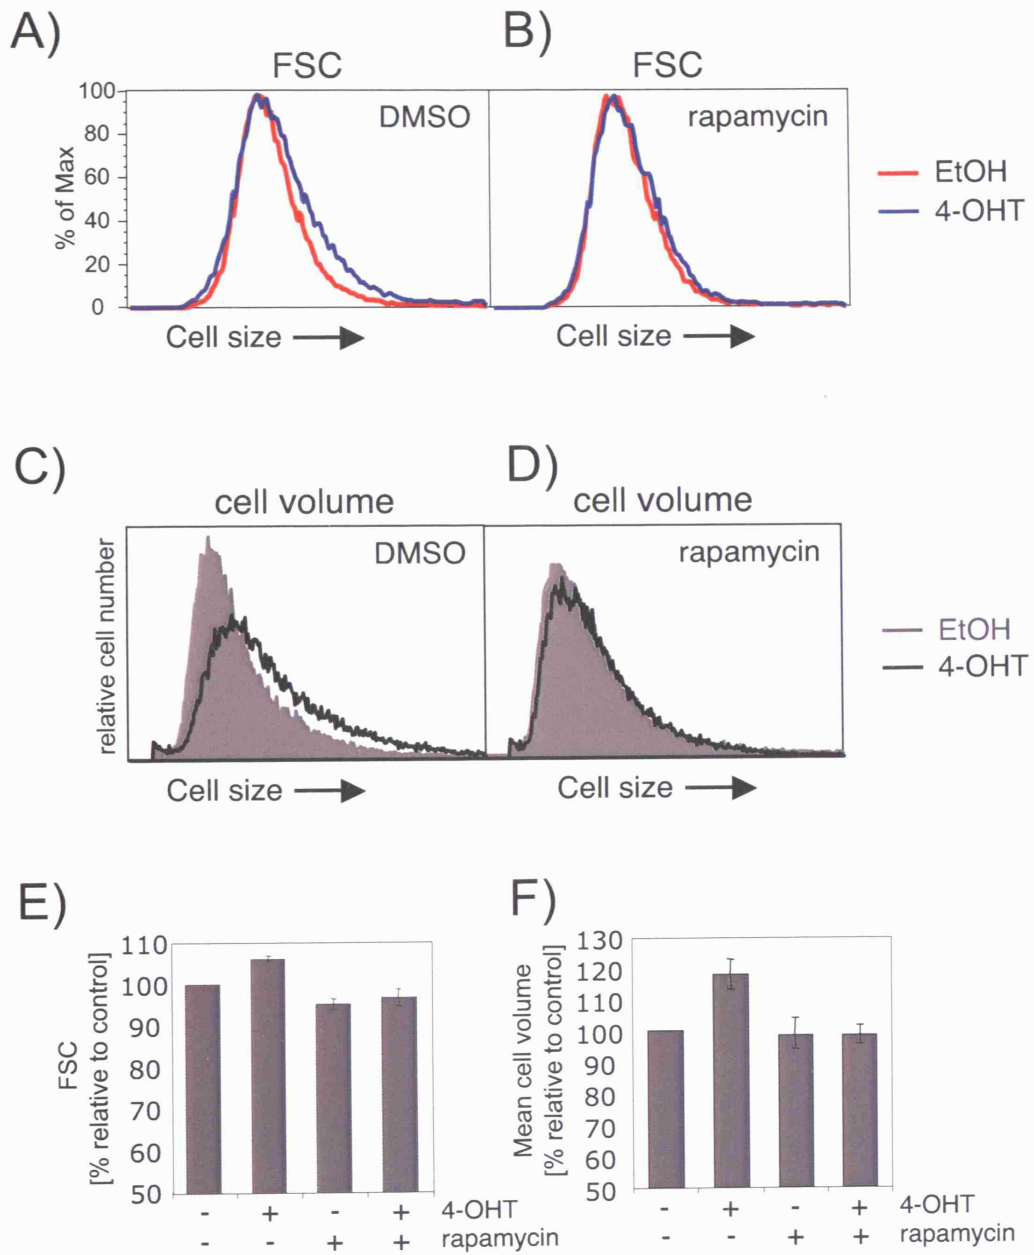 A)
B)
FSC
FSC
DMSO
rapamycin
100
80
60
40
20
0
% of Max
EtOH
4-OHT
Cell size
Cell size
C)
D)
cell volume
cell volume
DMSO
rapamycin
relative cell number
EtOH
4-OHT
Cell size
Cell size
E)
FSC
[% relative to control]
110
100
90
80
70
60
50
- + - + 4-OHT
- - + + rapamycin
F)
Mean cell volume
[% relative to control]
130
120
110
100
90
80
70
60
50
- + - + 4-OHT
- - + + rapamycin